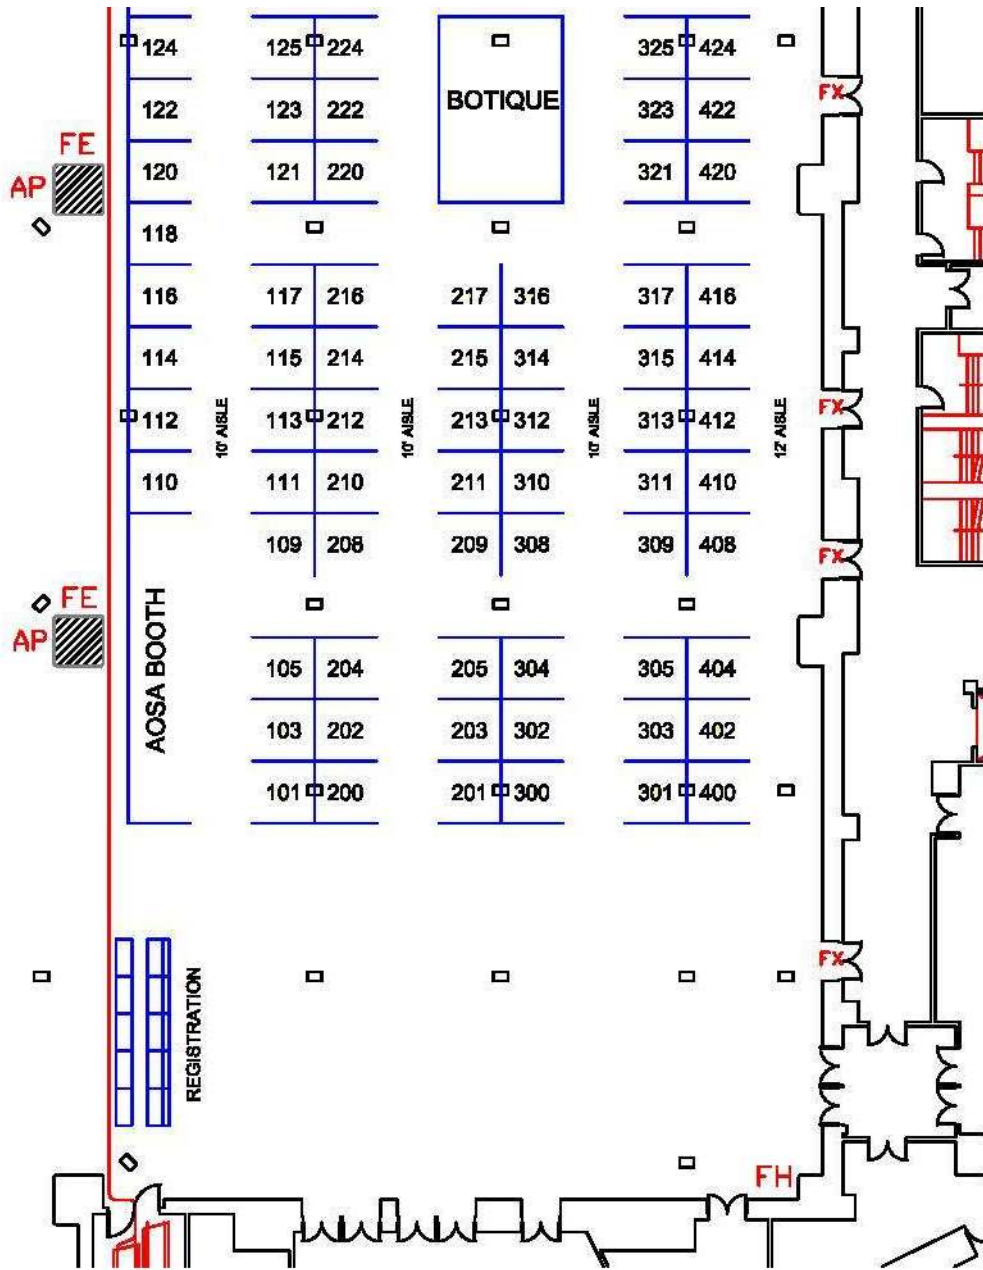 124 125 224 325 424
FX
BOTIQUE
122 123 222 323 422
FE
120 121 220 321 420
AP
118
116 117 216 217 316 317 416
114 115 214 215 314 315 414
FX
112 113 212 213 312 313 412
10' AISLE 10' AISLE 10' AISLE 12' AISLE
110 111 210 211 310 311 410
109 208 209 308 309 408
FX
FE
AP
AOSA BOOTH
105 204 205 304 305 404
103 202 203 302 303 402
101 200 201 300 301 400
FX
REGISTRATION
FH